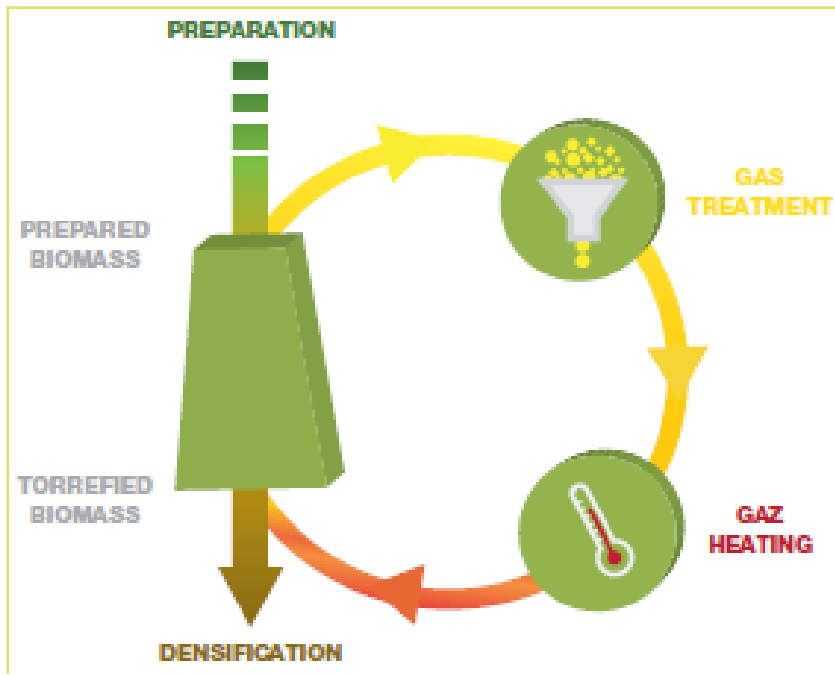 PREPARATION
GAS
TREATMENT
PREPARED
BIOMASS
TORREFIED
BIOMASS
GAZ
HEATING
DENSIFICATION